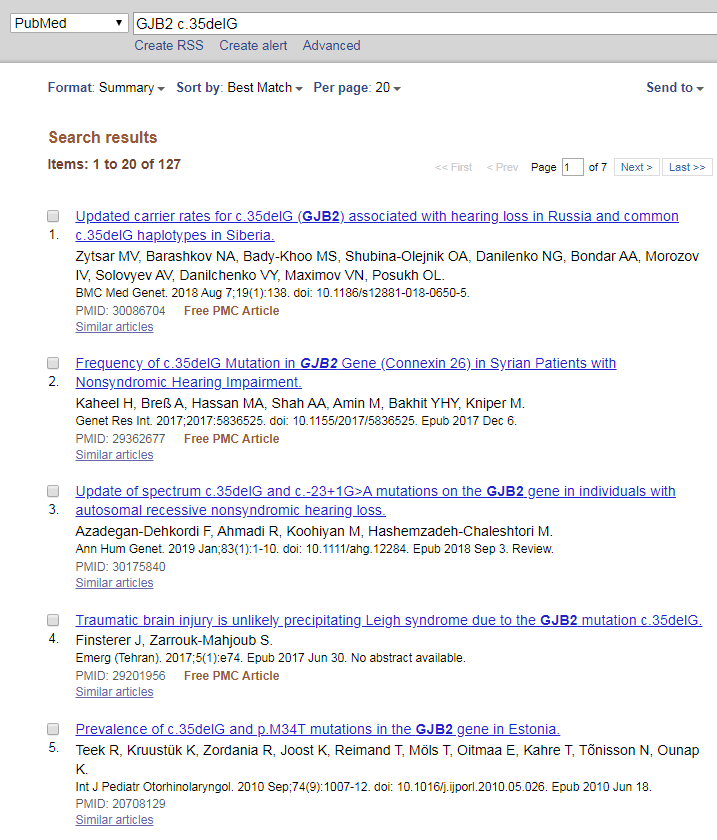 PubMed
GJB2 c.35delG
Create RSS Create alert Advanced
Format: Summary Sort by: Best Match Per page: 20 Send to
Search results
Items: 1 to 20 of 127
<< First < Prev Page 1 of 7 Next > Last >>
Updated carrier rates for c.35delG (GJB2) associated with hearing loss in Russia and common
1. c.35delG haplotypes in Siberia.
Zytsar MV, Barashkov NA, Bady-Khoo MS, Shubina-Olejnik OA, Danilenko NG, Bondar AA, Morozov
IV, Solovyev AV, Danilchenko VY, Maximov VN, Posukh OL.
BMC Med Genet. 2018 Aug 7;19(1):138. doi: 10.1186/s12881-018-0650-5.
PMID: 30086704 Free PMC Article
Similar articles
Frequency of c.35delG Mutation in GJB2 Gene (Connexin 26) in Syrian Patients with
2. Nonsyndromic Hearing Impairment.
Kaheel H, Breß A, Hassan MA, Shah AA, Amin M, Bakhit YHY, Kniper M.
Genet Res Int. 2017;2017:5836525. doi: 10.1155/2017/5836525. Epub 2017 Dec 6.
PMID: 29362677 Free PMC Article
Similar articles
Update of spectrum c.35delG and c.-23+1G>A mutations on the GJB2 gene in individuals with
3. autosomal recessive nonsyndromic hearing loss.
Azadegan-Dehkordi F, Ahmadi R, Koohiyan M, Hashemzadeh-Chaleshtori M.
Ann Hum Genet. 2019 Jan;83(1):1-10. doi: 10.1111/ahg.12284. Epub 2018 Sep 3. Review.
PMID: 30175840
Similar articles
Traumatic brain injury is unlikely precipitating Leigh syndrome due to the GJB2 mutation c.35delG.
4. Finsterer J, Zarrouk-Mahjoub S.
Emerg (Tehran). 2017;5(1):e74. Epub 2017 Jun 30. No abstract available.
PMID: 29201956 Free PMC Article
Similar articles
Prevalence of c.35delG and p.M34T mutations in the GJB2 gene in Estonia.
5. Teek R, Kruustük K, Zordania R, Joost K, Reimand T, Möls T, Oitmaa E, Kahre T, Tõnisson N, Ounap
K.
Int J Pediatr Otorhinolaryngol. 2010 Sep;74(9):1007-12. doi: 10.1016/j.ijporl.2010.05.026. Epub 2010 Jun 18.
PMID: 20708129
Similar articles